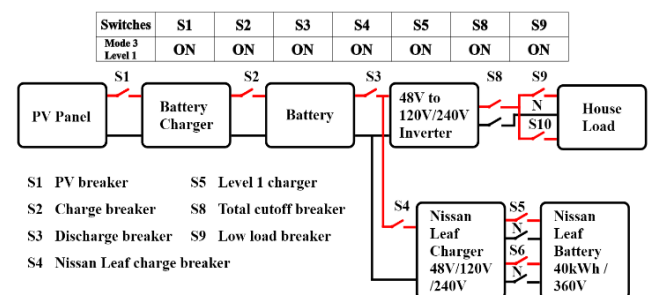 Switches S1 S2 S3 S4 S5 S8 S9
Mode 3
Level 1
ON ON ON ON ON ON ON
S1 S2 S3 S8 S9
PV Panel
Battery
Charger
Battery
48V to
120V/240V
Inverter
N
S10
House
Load
S1 PV breaker S5 Level 1 charger
S2 Charge breaker S8 Total cutoff breaker
S3 Discharge breaker S9 Low load breaker
S4 Nissan Leaf charge breaker
S4
Nissan
Leaf
Charger
48V/120V
/240V
S5
N
S6
N
Nissan
Leaf
Battery
40kWh /
360V